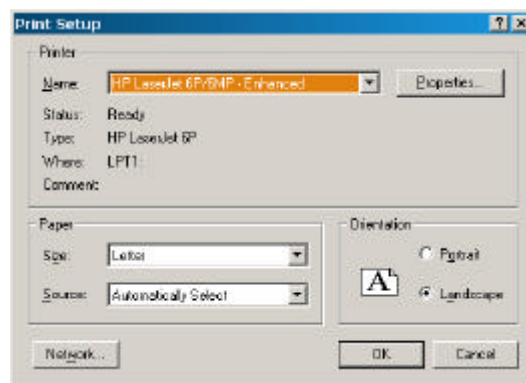 Print Setup
Printer
Name: HP LaserJet 6P/6MP - Enhanced Properties...
Status: Ready
Type: HP LaserJet 6P
Where: LPT1:
Comment:
Paper
Size: Letter
Source: Automatically Select
Orientation
A
Portrait
Landscape
Network... OK Cancel